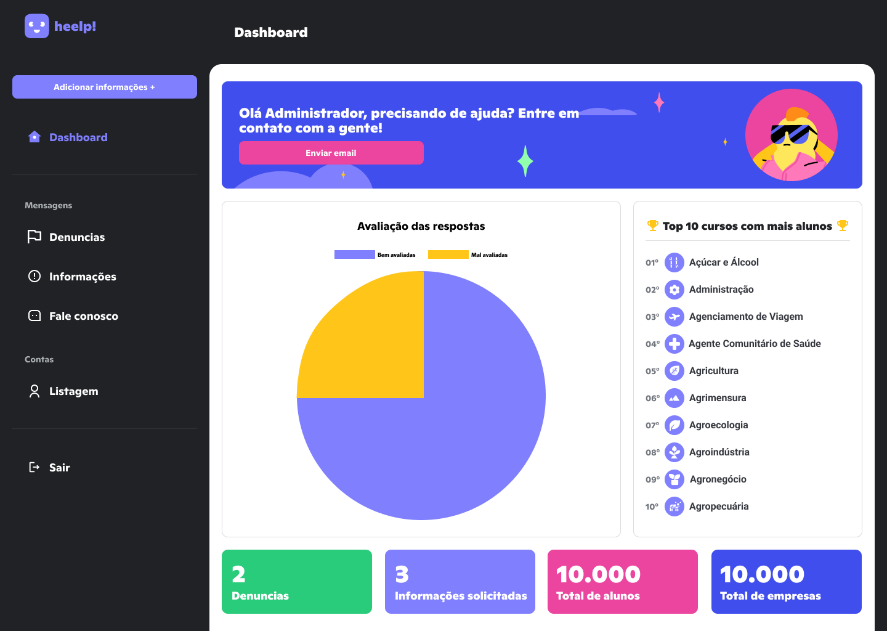 heelp!
Adicionar informações +
Dashboard
Mensagens
Denuncias
Informações
Fale conosco
Contas
Listagem
Sair
Dashboard
Olá Administrador, precisando de ajuda? Entre em
contato com a gente!
Enviar email
Avaliação das respostas
Bem avaliadas
Mal avaliadas
Top 10 cursos com mais alunos
01º Açúcar e Álcool
02º Administração
03º Agenciamento de Viagem
04º Agente Comunitário de Saúde
05º Agricultura
06º Agrimensura
07º Agroecologia
08º Agroindústria
09º Agronegócio
10º Agropecuária
2
Denuncias
3
Informações solicitadas
10.000
Total de alunos
10.000
Total de empresas